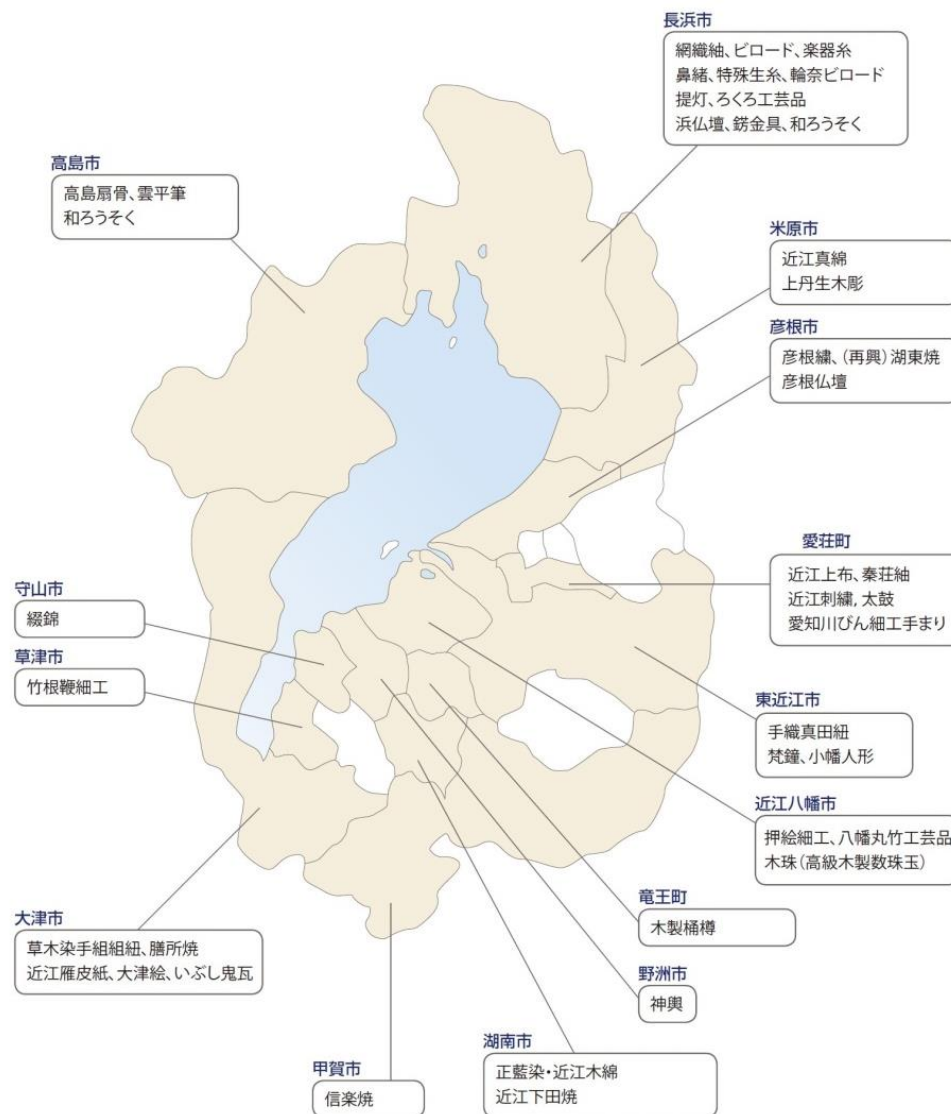 長浜市
網織紬、ビロード、楽器糸
鼻緒、特殊生糸、輪奈ビロード
提灯、ろくろ工芸品
浜仏壇、錺金具、和ろうそく
高島市
高島扇骨、雲平筆
和ろうそく
米原市
近江真綿
上丹生木彫
彦根市
彦根繍、(再興)湖東焼
彦根仏壇
愛荘町
近江上布、秦荘紬
近江刺繍, 太鼓
愛知川びん細工手まり
守山市
綴錦
草津市
竹根鞭細工
東近江市
手織真田紐
梵鐘、小幡人形
近江八幡市
押絵細工、八幡丸竹工芸品
木珠(高級木製数珠玉)
竜王町
木製桶樽
大津市
草木染手組組紐、膳所焼
近江雁皮紙、大津絵、いぶし鬼瓦
野洲市
神輿
湖南市
正藍染・近江木綿
近江下田焼
甲賀市
信楽焼